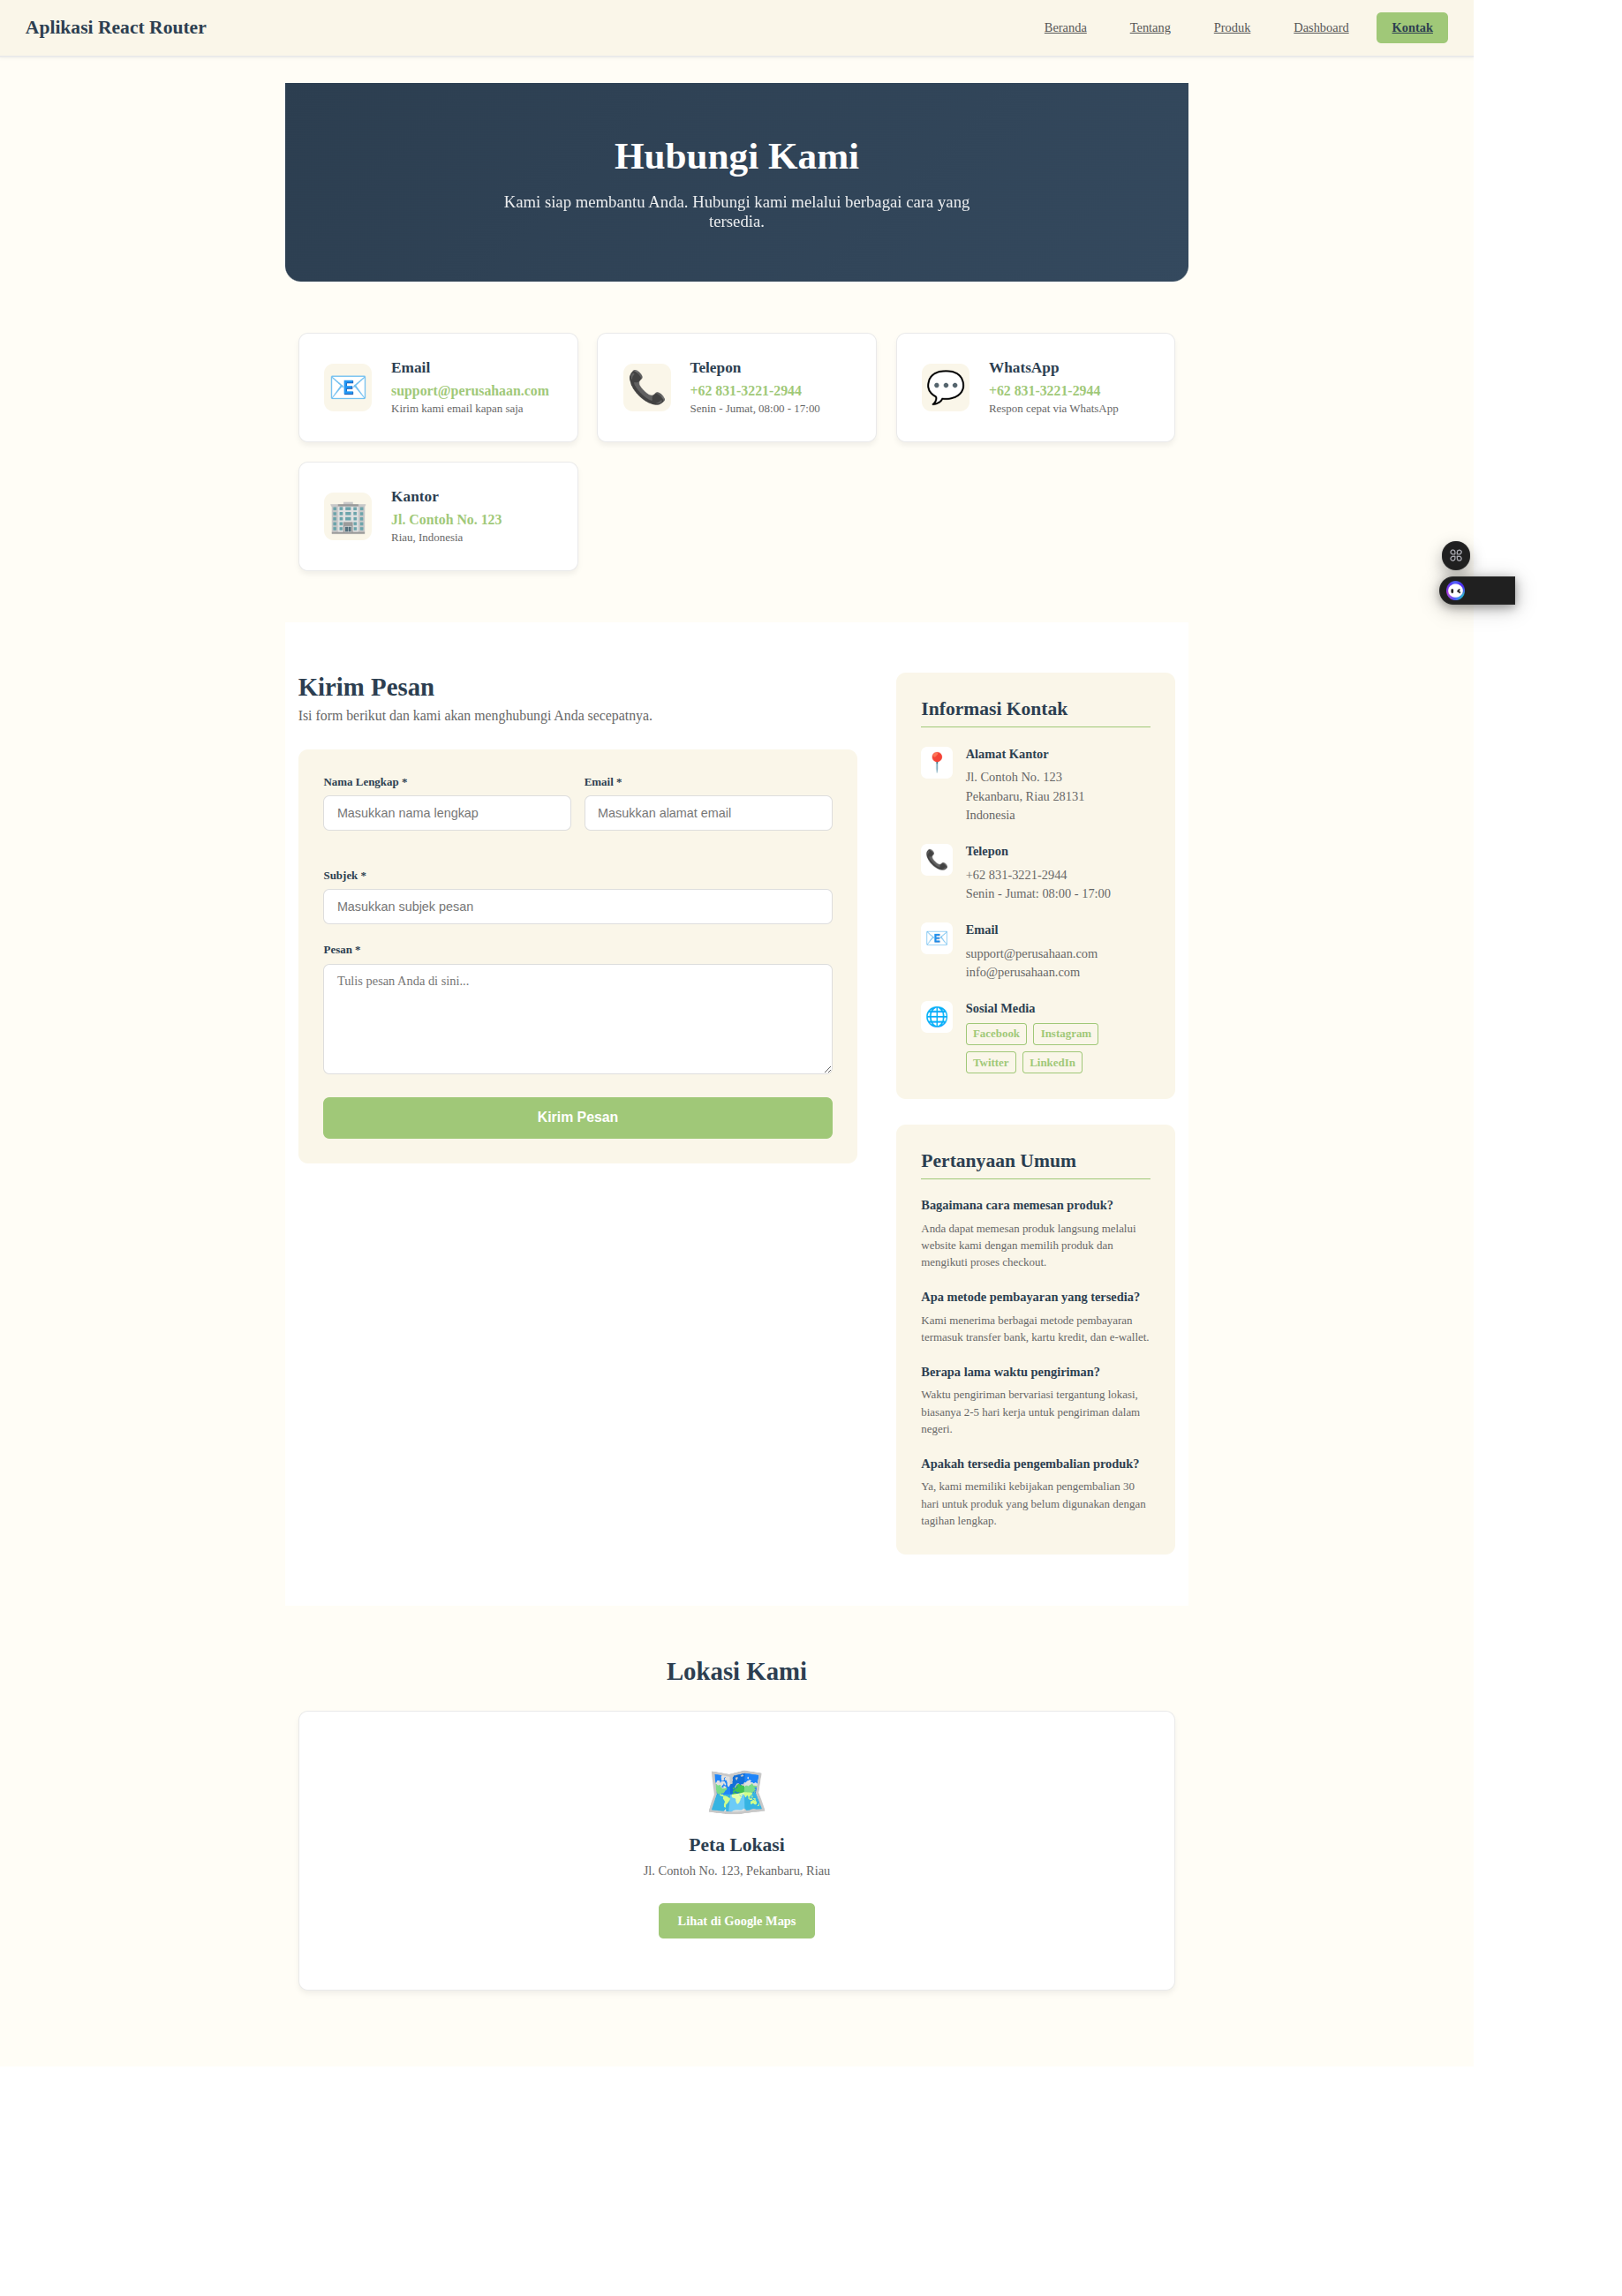 Aplikasi React Router
Beranda
Tentang
Produk
Dashboard
Kontak
Hubungi Kami
Kami siap membantu Anda. Hubungi kami melalui berbagai cara yang
tersedia.
Email
support@perusahaan.com
Kirim kami email kapan saja
Telepon
+62 831-3221-2944
Senin - Jumat, 08:00 - 17:00
WhatsApp
+62 831-3221-2944
Respon cepat via WhatsApp
Kantor
Jl. Contoh No. 123
Riau, Indonesia
Kirim Pesan
Isi form berikut dan kami akan menghubungi Anda secepatnya.
Nama Lengkap *
Email *
Masukkan nama lengkap
Masukkan alamat email
Subjek *
Masukkan subjek pesan
Pesan *
Tulis pesan Anda di sini...
Kirim Pesan
Informasi Kontak
Alamat Kantor
Jl. Contoh No. 123
Pekanbaru, Riau 28131
Indonesia
Telepon
+62 831-3221-2944
Senin - Jumat: 08:00 - 17:00
Email
support@perusahaan.com
info@perusahaan.com
Sosial Media
Facebook
Instagram
Twitter
LinkedIn
Pertanyaan Umum
Bagaimana cara memesan produk?
Anda dapat memesan produk langsung melalui
website kami dengan memilih produk dan
mengikuti proses checkout.
Apa metode pembayaran yang tersedia?
Kami menerima berbagai metode pembayaran
termasuk transfer bank, kartu kredit, dan e-wallet.
Berapa lama waktu pengiriman?
Waktu pengiriman bervariasi tergantung lokasi,
biasanya 2-5 hari kerja untuk pengiriman dalam
negeri.
Apakah tersedia pengembalian produk?
Ya, kami memiliki kebijakan pengembalian 30
hari untuk produk yang belum digunakan dengan
tagihan lengkap.
Lokasi Kami
Peta Lokasi
Jl. Contoh No. 123, Pekanbaru, Riau
Lihat di Google Maps